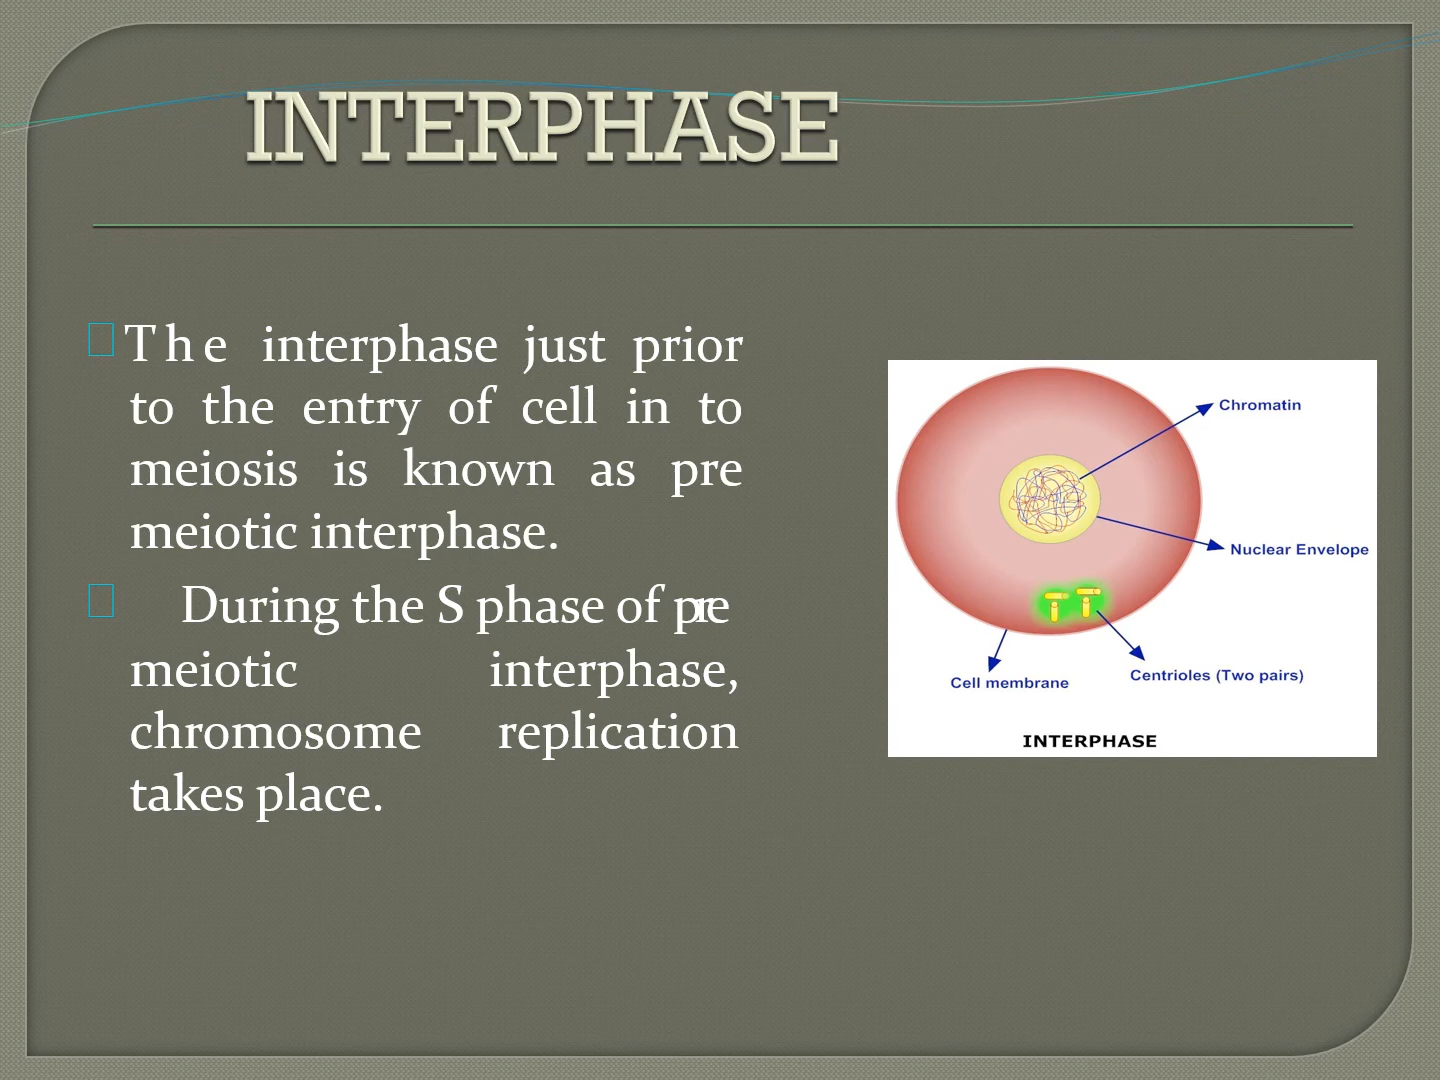 INTERPHASE
The interphase just prior
to the entry of cell in to
meiosis is known as pre
meiotic interphase.
During the S phase of pre
meiotic interphase,
chromosome replication
takes place.
Chromatin
Nuclear Envelope
Centrioles (Two pairs)
Cell membrane
INTERPHASE